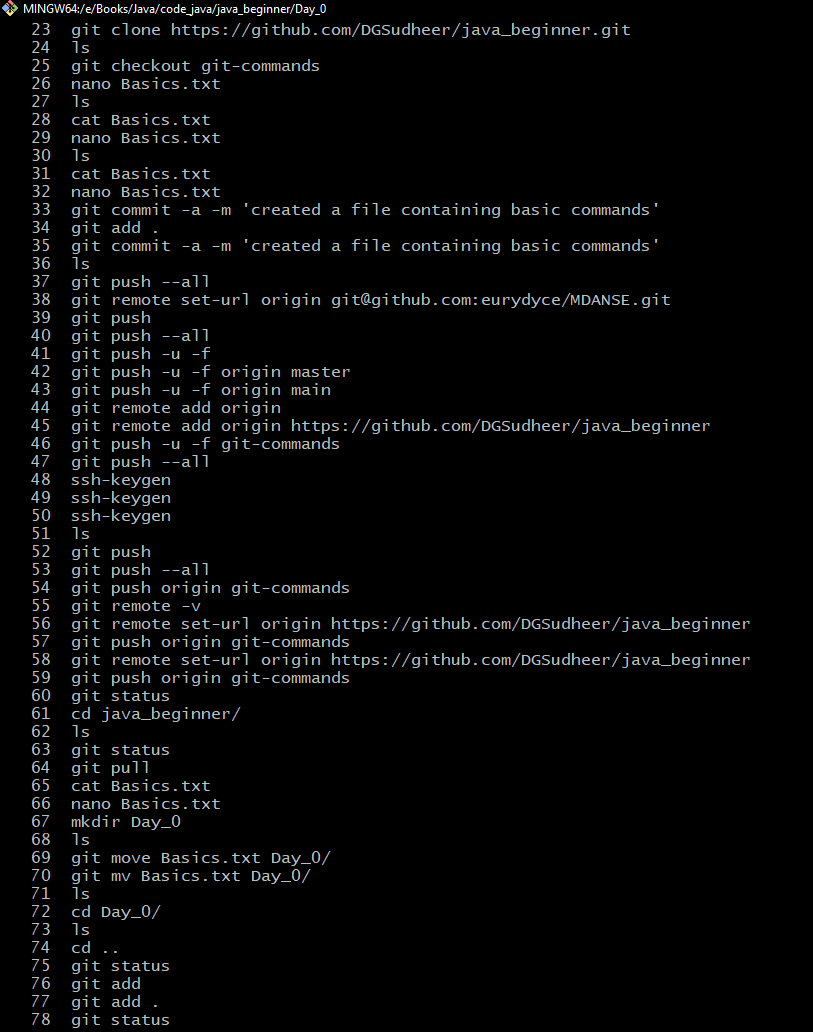 MINGW64:/e/Books/Java/code_java/java_beginner/Day_0
23 git clone https://github.com/DGSudheer/java_beginner.git
24 ls
25 git checkout git-commands
26 nano Basics.txt
27 ls
28 cat Basics.txt
29 nano Basics.txt
30 ls
31 cat Basics.txt
32 nano Basics.txt
33 git commit -a -m 'created a file containing basic commands'
34 git add .
35 git commit -a -m 'created a file containing basic commands'
36 ls
37 git push --all
38 git remote set-url origin git@github.com:eurydyce/MDANSE.git
39 git push
40 git push --all
41 git push -u -f
42 git push -u -f origin master
43 git push -u -f origin main
44 git remote add origin
45 git remote add origin https://github.com/DGSudheer/java_beginner
46 git push -u -f git-commands
47 git push --all
48 ssh-keygen
49 ssh-keygen
50 ssh-keygen
51 ls
52 git push
53 git push --all
54 git push origin git-commands
55 git remote -v
56 git remote set-url origin https://github.com/DGSudheer/java_beginner
57 git push origin git-commands
58 git remote set-url origin https://github.com/DGSudheer/java_beginner
59 git push origin git-commands
60 git status
61 cd java_beginner/
62 ls
63 git status
64 git pull
65 cat Basics.txt
66 nano Basics.txt
67 mkdir Day_0
68 ls
69 git move Basics.txt Day_0/
70 git mv Basics.txt Day_0/
71 ls
72 cd Day_0/
73 ls
74 cd ..
75 git status
76 git add
77 git add .
78 git status